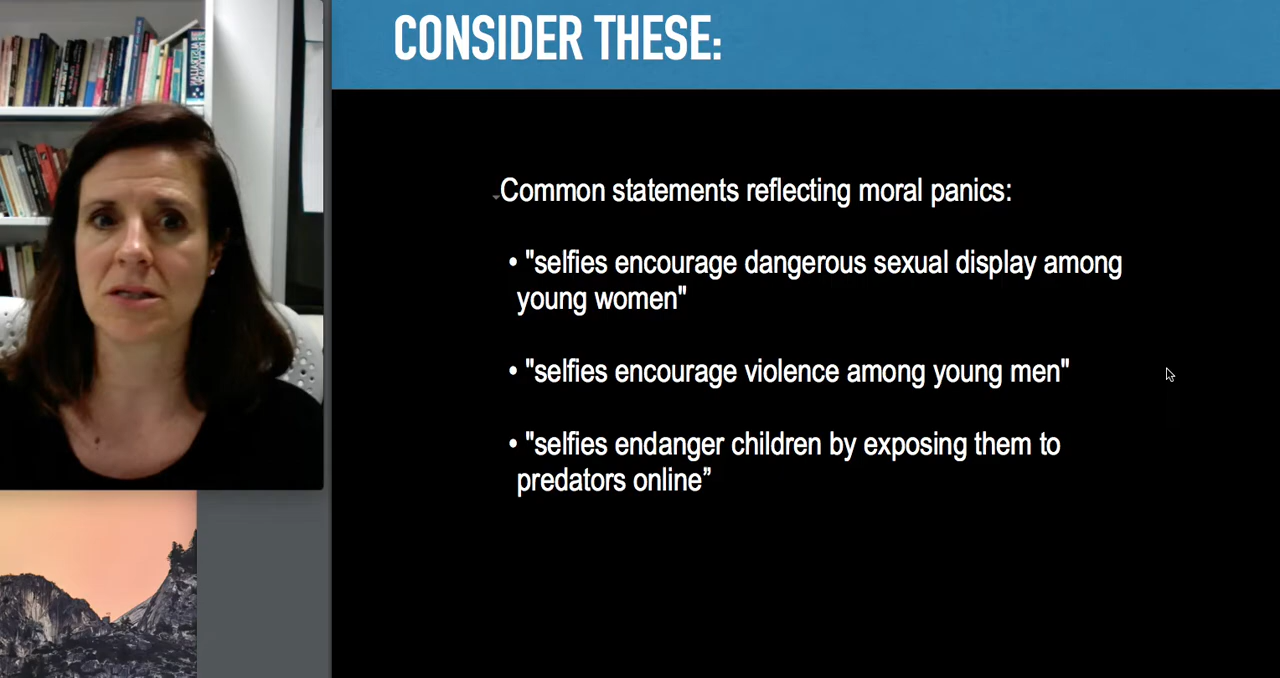 CONSIDER THESE:
Common statements reflecting moral panics:
• "selfies encourage dangerous sexual display among
young women"
• "selfies encourage violence among young men"
• "selfies endanger children by exposing them to
predators online”